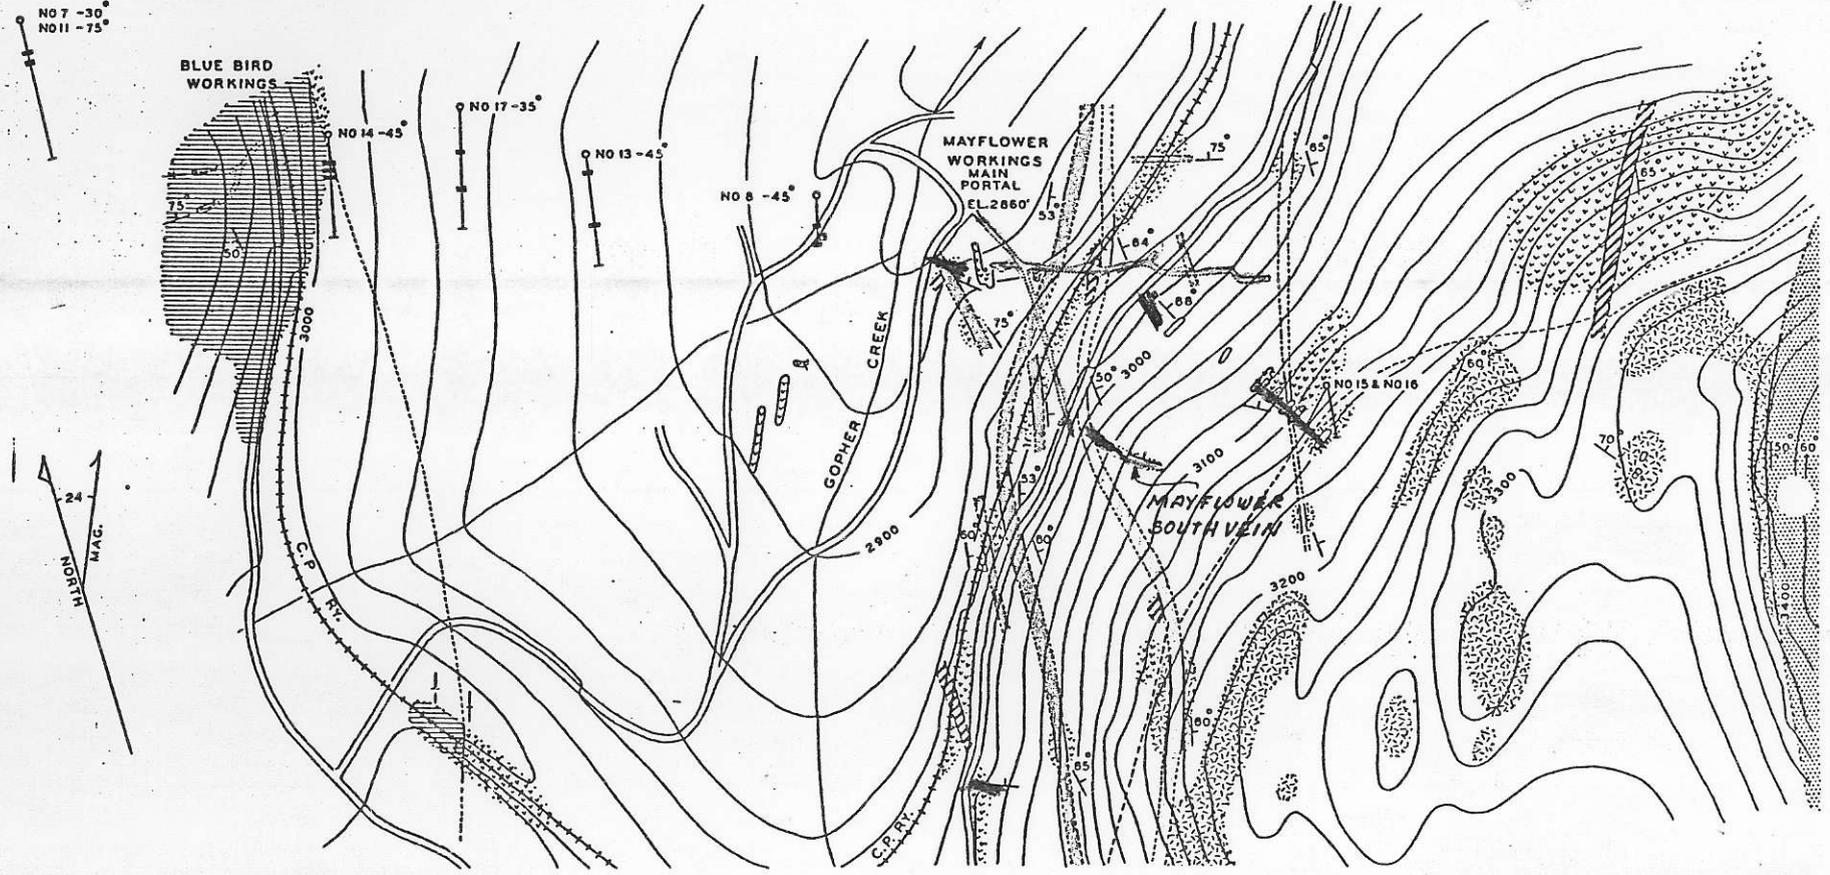 NO 7 -30°
NO 11 -75°
BLUE BIRD
WORKINGS
NO 14 -45°
NO 17 -35°
NO 13 -45°
NO 8 -45°
MAYFLOWER
WORKINGS
MAIN
PORTAL
EL. 2860'
75°
65°
65
53°
64°
68°
75
50
75°
3000
GOPHER CREEK
50°
3000
NO 15 & NO 16
60
70°
50°
60°
3100
MAYFLOWER
SOUTH VEIN
53°
60°
60°
3300
24
MAG.
NORTH
2900
C.P.
RY.
3200
3400
60°
65°
C.P. RY.